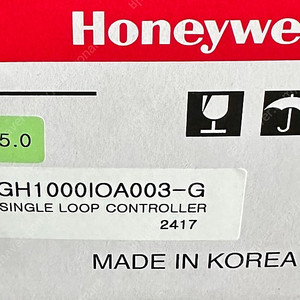 Honeywe
5.0
GH1000IOA003-G
SINGLE LOOP CONTROLLER
2417
MADE IN KOREA